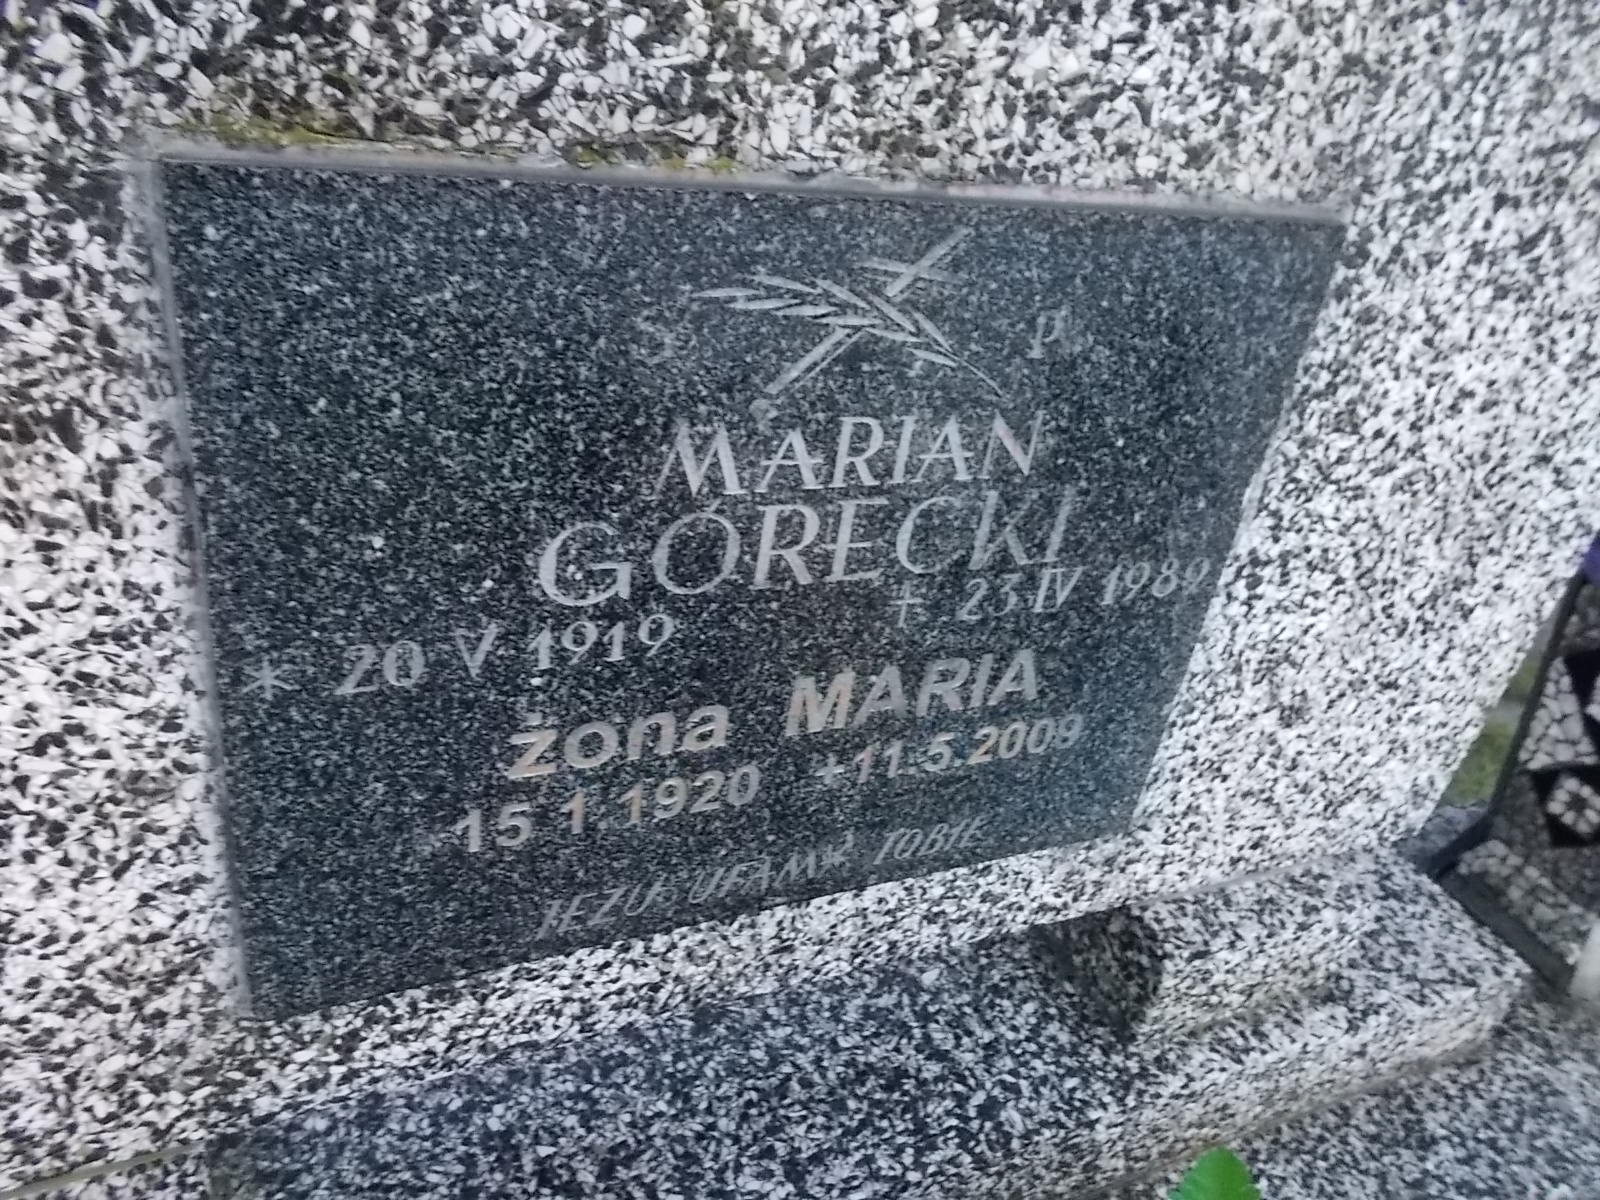 Ś p
MARIAN
GÓRECKI
* 20 V 1919 + 23 IV 1989
żona MARIA
15 1.1920 +11.5.2009
JEZU UFAM TOBIE